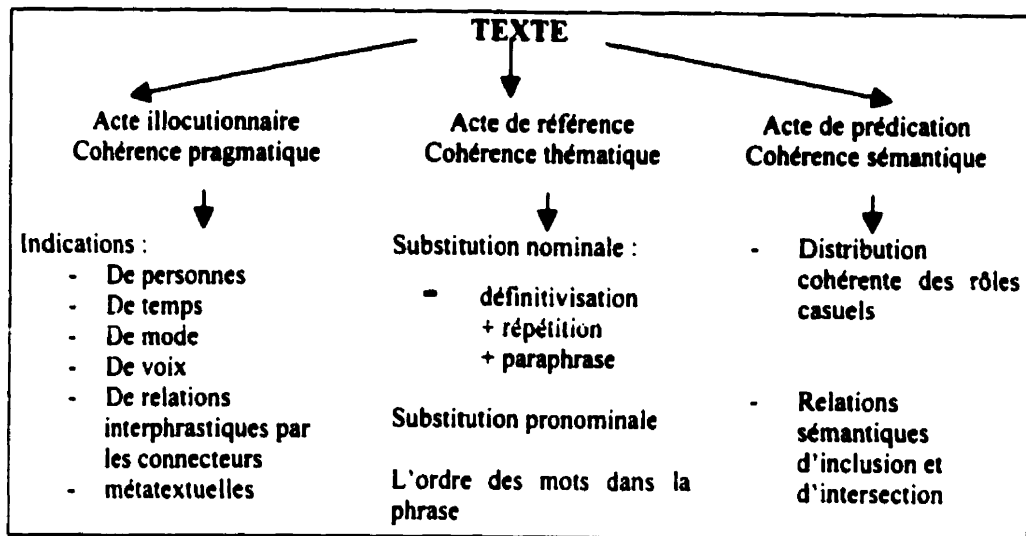 TEXTE
Acte illocutionnaire
Cohérence pragmatique
Indications :
- De personnes
- De temps
- De mode
- De voix
- De relations
interphrastiques par
les connecteurs
- métatextuelles
Acte de référence
Cohérence thématique
Substitution nominale :
- définitivisation
+ répétition
+ paraphrase
Substitution pronominale
L'ordre des mots dans la
phrase
Acte de prédication
Cohérence sémantique
- Distribution
cohérente des rôles
casuels
- Relations
sémantiques
d'inclusion et
d'intersection